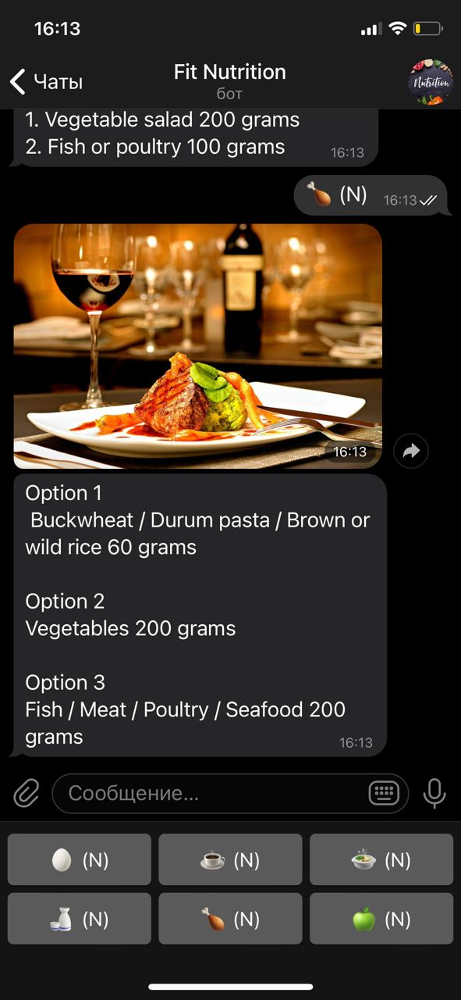 16:13
Чаты
Fit Nutrition
бот
Nutrition
1. Vegetable salad 200 grams
2. Fish or poultry 100 grams
16:13
🍗 (N) 16:13
16:13
Option 1
Buckwheat / Durum pasta / Brown or
wild rice 60 grams
Option 2
Vegetables 200 grams
Option 3
Fish / Meat / Poultry / Seafood 200
grams
16:13
Сообщение...
🥚 (N) ☕ (N) 🍲 (N)
🍶 (N) 🍗 (N) 🍏 (N)